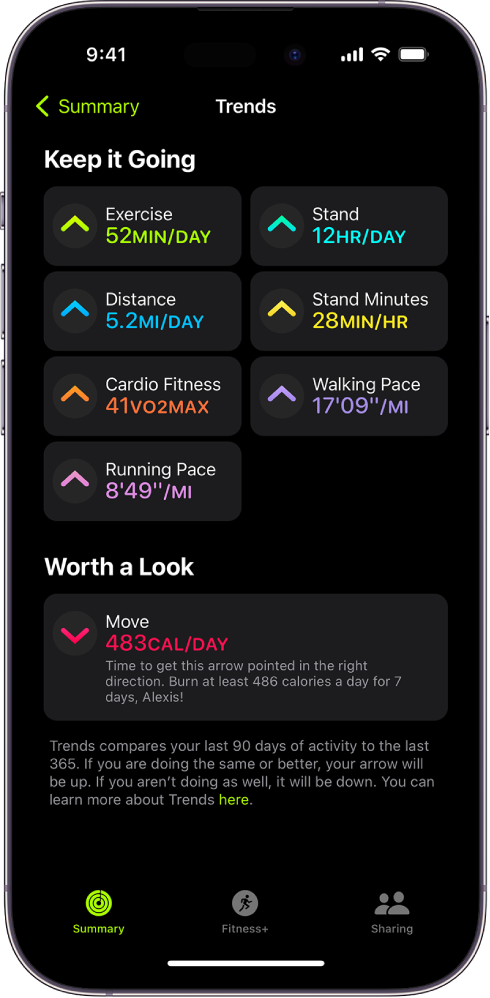 9:41
Summary
Trends
Keep it Going
Exercise
52MIN/DAY
Stand
12HR/DAY
Distance
5.2MI/DAY
Stand Minutes
28MIN/HR
Cardio Fitness
41VO2MAX
Walking Pace
17'09''/MI
Running Pace
8'49''/MI
Worth a Look
Move
483CAL/DAY
Time to get this arrow pointed in the right
direction. Burn at least 486 calories a day for 7
days, Alexis!
Trends compares your last 90 days of activity to the last
365. If you are doing the same or better, your arrow will
be up. If you aren’t doing as well, it will be down. You can
learn more about Trends here.
Summary
Fitness+
Sharing